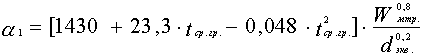 α₁ = [1430 + 23,3 · t_ср.гр. − 0,048 · t²_ср.гр.] · W^0,8_мтр. / d^0,2_экв.